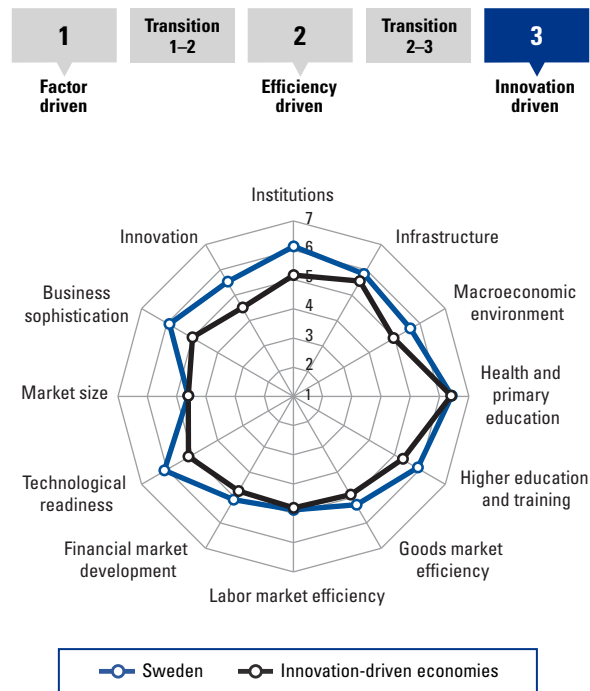 1
Transition
1–2
2
Transition
2–3
3
Factor
driven
Efficiency
driven
Innovation
driven
Institutions
7
Innovation
6
Infrastructure
5
Business
sophistication
4
Macroeconomic
environment
3
2
Market size
1
Health and
primary
education
Technological
readiness
Higher education
and training
Financial market
development
Goods market
efficiency
Labor market efficiency
Sweden
Innovation-driven economies